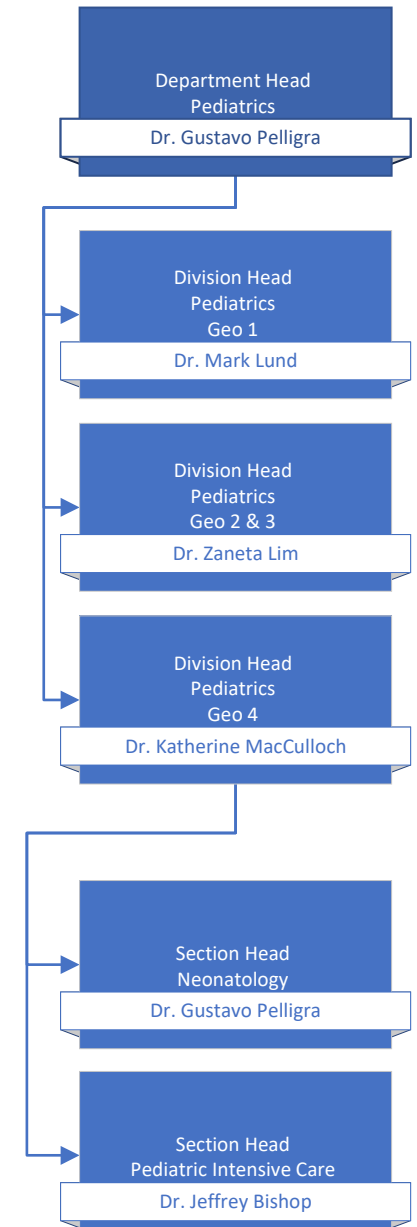 Department Head
Pediatrics
Dr. Gustavo Pelligra
Division Head
Pediatrics
Geo 1
Dr. Mark Lund
Division Head
Pediatrics
Geo 2 & 3
Dr. Zaneta Lim
Division Head
Pediatrics
Geo 4
Dr. Katherine MacCulloch
Section Head
Neonatology
Dr. Gustavo Pelligra
Section Head
Pediatric Intensive Care
Dr. Jeffrey Bishop